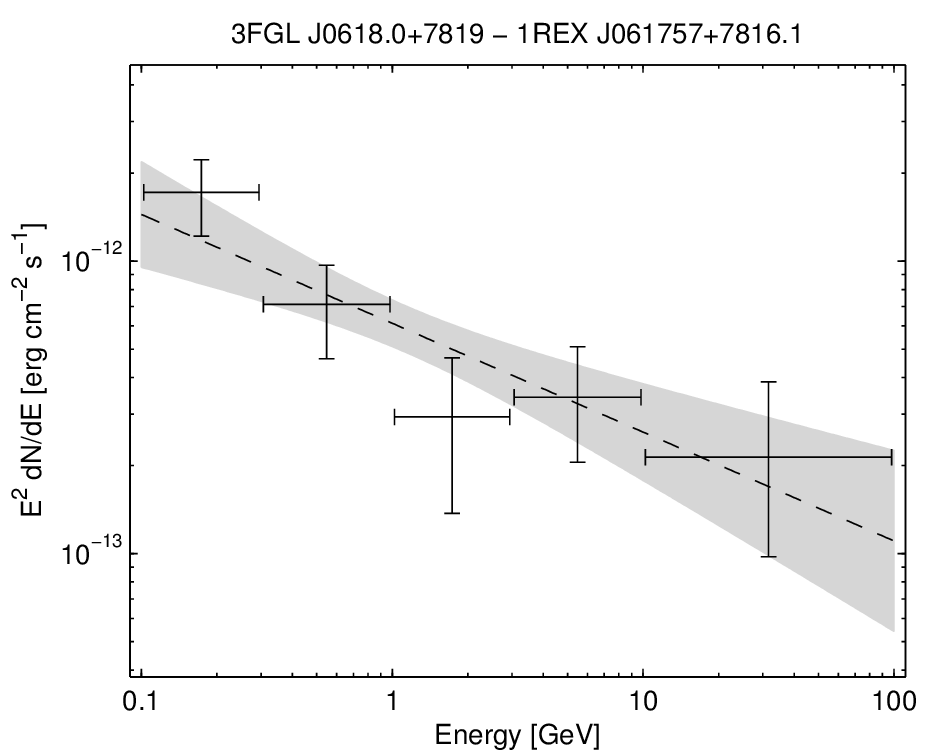 3FGL J0618.0+7819 − 1REX J061757+7816.1
E² dN/dE [erg cm⁻² s⁻¹]
10⁻¹²
10⁻¹³
0.1 1 10 100
Energy [GeV]